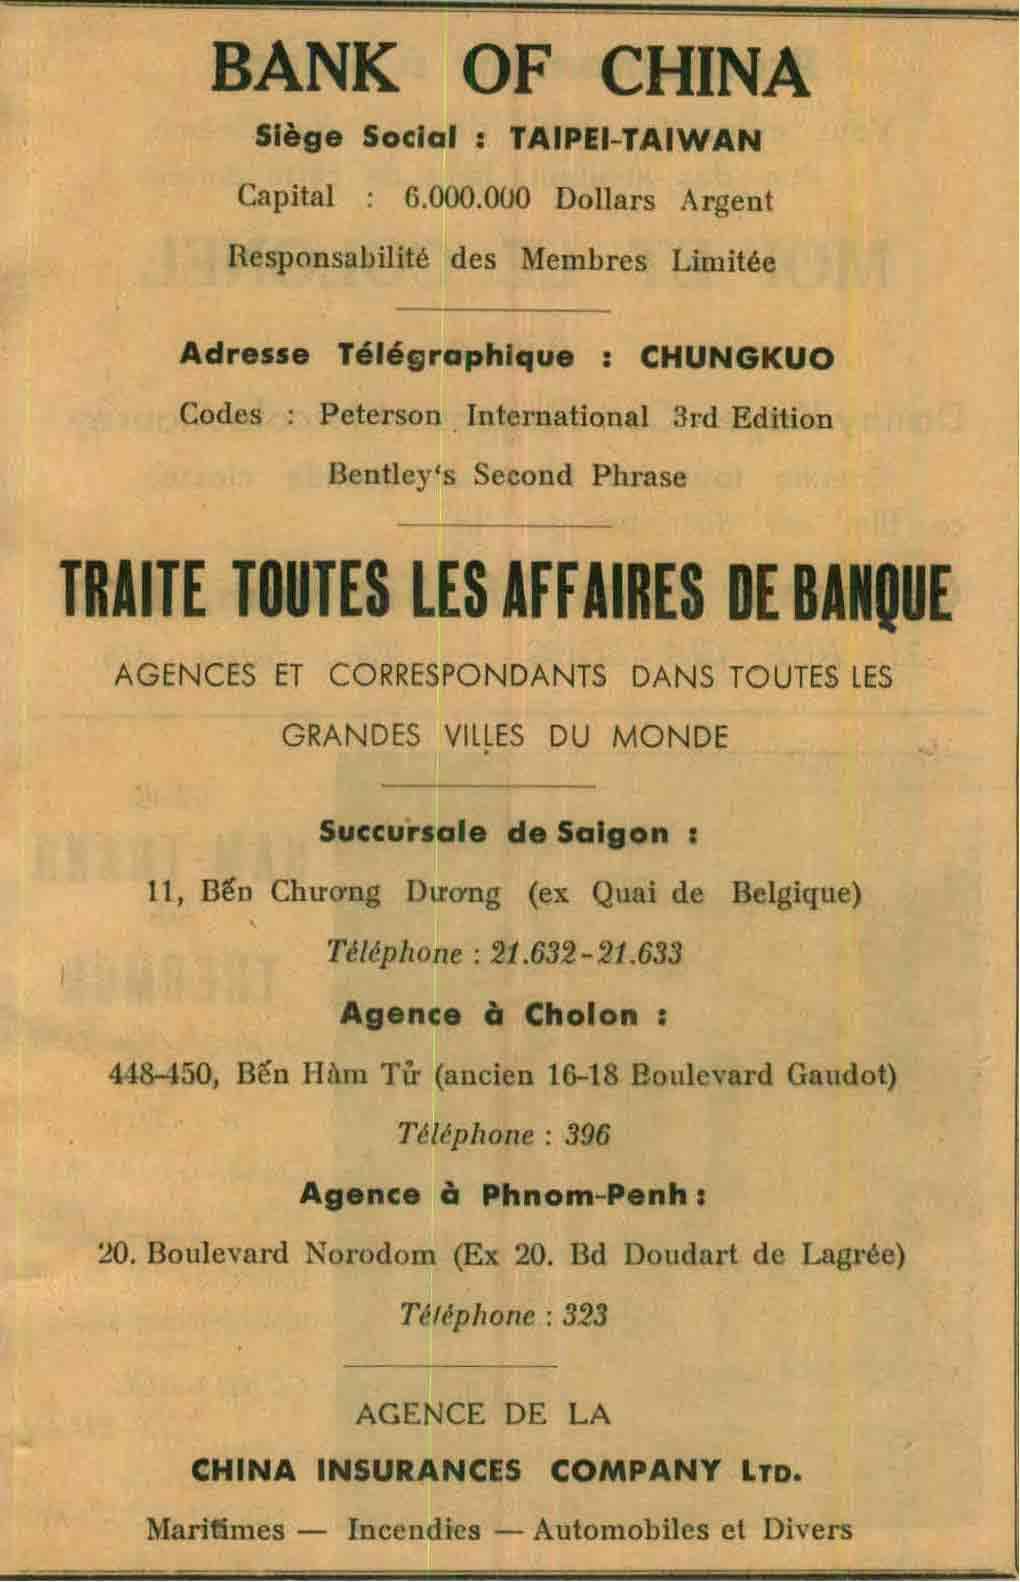 BANK OF CHINA
Siège Social : TAIPEI-TAIWAN
Capital : 6.000.000 Dollars Argent
Responsabilité des Membres Limitée
Adresse Télégraphique : CHUNGKUO
Codes : Peterson International 3rd Edition
Bentley‘s Second Phrase
TRAITE TOUTES LES AFFAIRES DE BANQUE
AGENCES ET CORRESPONDANTS DANS TOUTES LES
GRANDES VILLES DU MONDE
Succursale de Saigon :
11, Bến Chương Dương (ex Quai de Belgique)
Téléphone : 21.632-21.633
Agence à Cholon :
448-450, Bến Hàm Tử (ancien 16-18 Boulevard Gaudot)
Téléphone : 396
Agence à Phnom-Penh :
20. Boulevard Norodom (Ex 20. Bd Doudart de Lagrée)
Téléphone : 323
AGENCE DE LA
CHINA INSURANCES COMPANY LTD.
Maritimes — Incendies — Automobiles et Divers